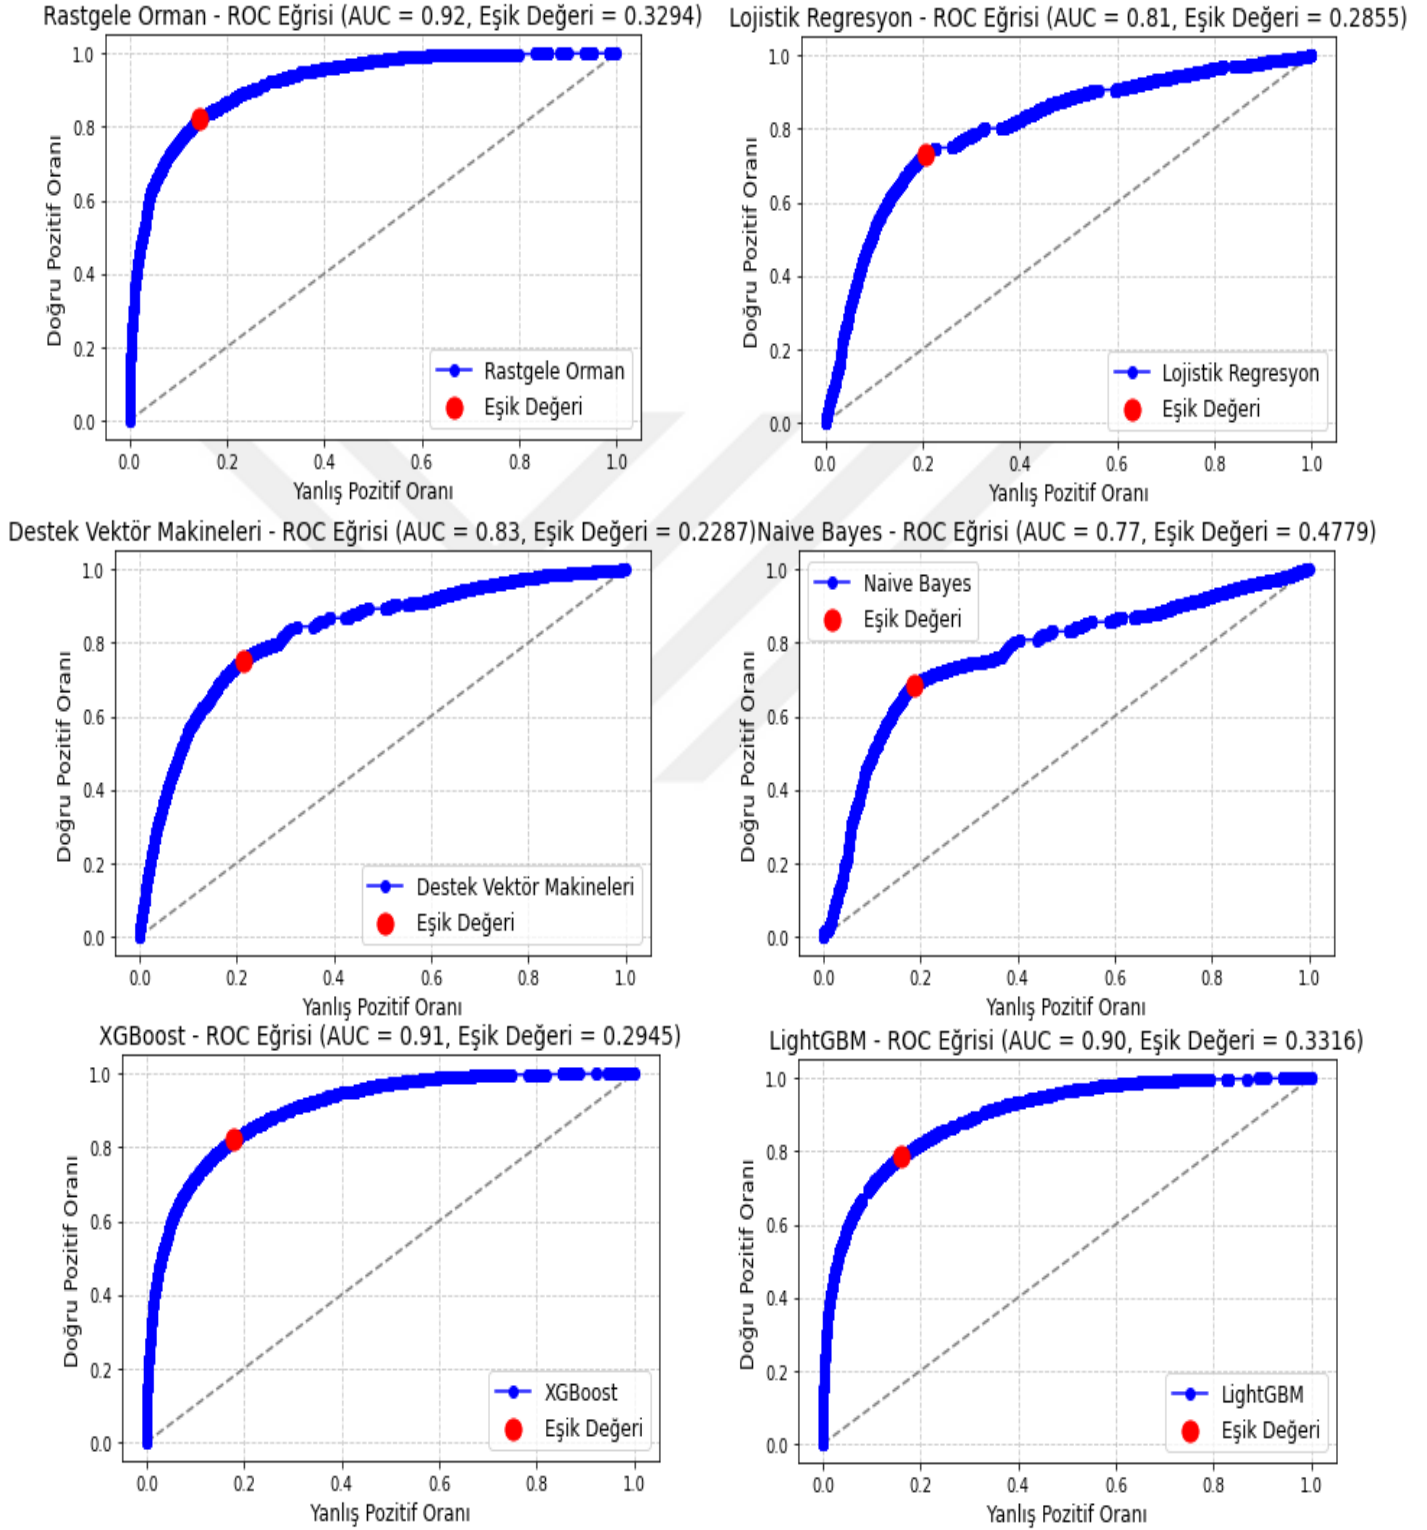 Rastgele Orman - ROC Eğrisi (AUC = 0.92, Eşik Değeri = 0.3294)
1.0
0.8
0.6
0.4
0.2
0.0
Doğru Pozitif Oranı
Rastgele Orman
Eşik Değeri
0.0 0.2 0.4 0.6 0.8 1.0
Yanlış Pozitif Oranı
Lojistik Regresyon - ROC Eğrisi (AUC = 0.81, Eşik Değeri = 0.2855)
1.0
0.8
0.6
0.4
0.2
0.0
Doğru Pozitif Oranı
Lojistik Regresyon
Eşik Değeri
0.0 0.2 0.4 0.6 0.8 1.0
Yanlış Pozitif Oranı
Destek Vektör Makineleri - ROC Eğrisi (AUC = 0.83, Eşik Değeri = 0.2287)
1.0
0.8
0.6
0.4
0.2
0.0
Doğru Pozitif Oranı
Destek Vektör Makineleri
Eşik Değeri
0.0 0.2 0.4 0.6 0.8 1.0
Yanlış Pozitif Oranı
Naive Bayes - ROC Eğrisi (AUC = 0.77, Eşik Değeri = 0.4779)
1.0
0.8
0.6
0.4
0.2
0.0
Doğru Pozitif Oranı
Naive Bayes
Eşik Değeri
0.0 0.2 0.4 0.6 0.8 1.0
Yanlış Pozitif Oranı
XGBoost - ROC Eğrisi (AUC = 0.91, Eşik Değeri = 0.2945)
1.0
0.8
0.6
0.4
0.2
0.0
Doğru Pozitif Oranı
XGBoost
Eşik Değeri
0.0 0.2 0.4 0.6 0.8 1.0
Yanlış Pozitif Oranı
LightGBM - ROC Eğrisi (AUC = 0.90, Eşik Değeri = 0.3316)
1.0
0.8
0.6
0.4
0.2
0.0
Doğru Pozitif Oranı
LightGBM
Eşik Değeri
0.0 0.2 0.4 0.6 0.8 1.0
Yanlış Pozitif Oranı